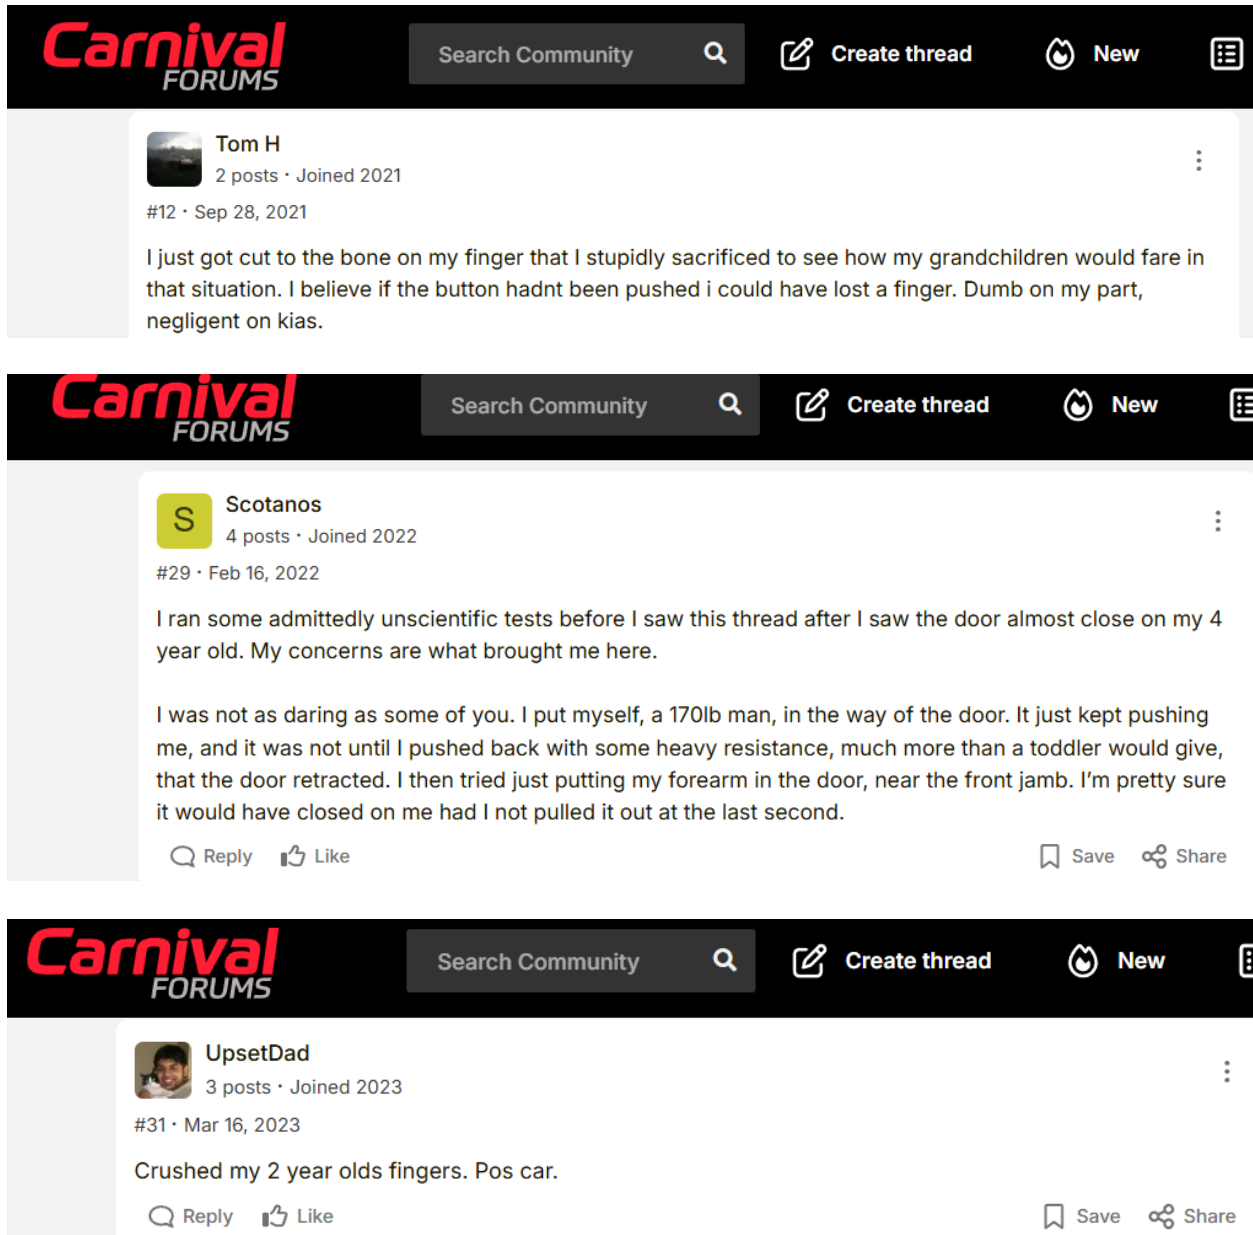 Carnival
FORUMS
Search Community
Create thread
New
Tom H
2 posts · Joined 2021
#12 · Sep 28, 2021
I just got cut to the bone on my finger that I stupidly sacrificed to see how my grandchildren would fare in
that situation. I believe if the button hadnt been pushed i could have lost a finger. Dumb on my part,
negligent on kias.
Carnival
FORUMS
Search Community
Create thread
New
S
Scotanos
4 posts · Joined 2022
#29 · Feb 16, 2022
I ran some admittedly unscientific tests before I saw this thread after I saw the door almost close on my 4
year old. My concerns are what brought me here.
I was not as daring as some of you. I put myself, a 170lb man, in the way of the door. It just kept pushing
me, and it was not until I pushed back with some heavy resistance, much more than a toddler would give,
that the door retracted. I then tried just putting my forearm in the door, near the front jamb. I'm pretty sure
it would have closed on me had I not pulled it out at the last second.
Reply Like Save Share
Carnival
FORUMS
Search Community
Create thread
New
UpsetDad
3 posts · Joined 2023
#31 · Mar 16, 2023
Crushed my 2 year olds fingers. Pos car.
Reply Like Save Share